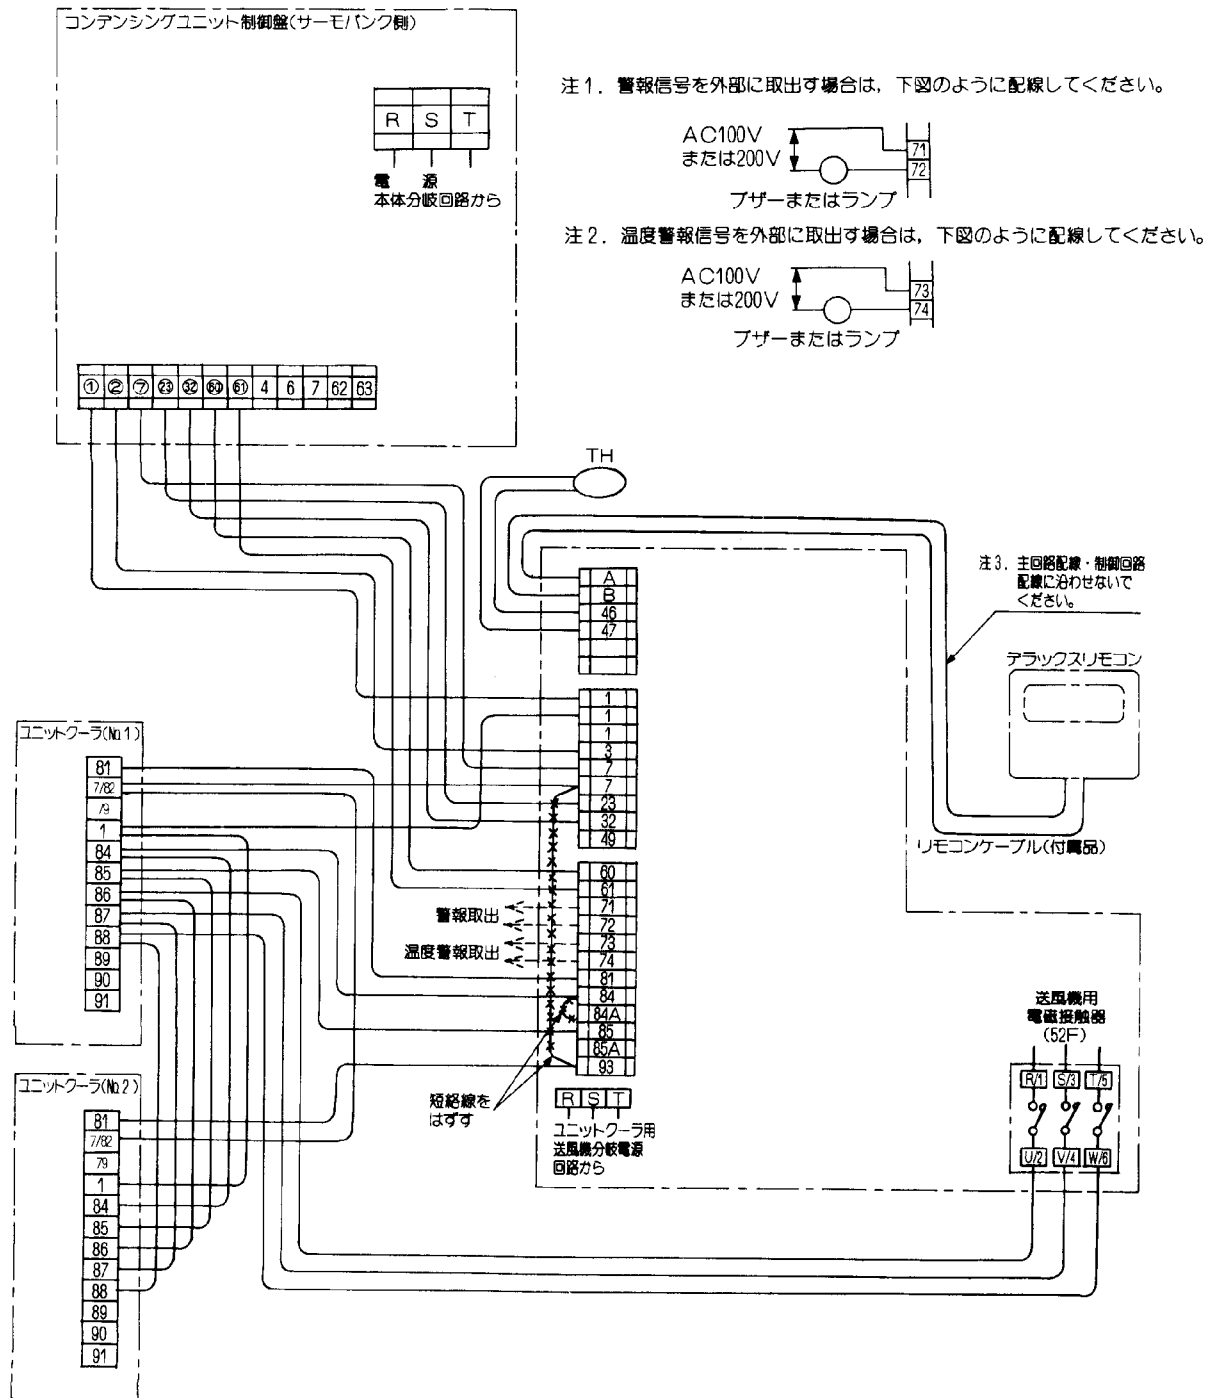 コンデンシングユニット制御盤(サーモバンク側)
R S T
電 源
本体分岐回路から
① ② ⑦ ㉓ ㉜ 60 61 4 6 7 62 63
注1. 警報信号を外部に取出す場合は, 下図のように配線してください。
AC100V
または200V
71
72
ブザーまたはランプ
注2. 温度警報信号を外部に取出す場合は, 下図のように配線してください。
AC100V
または200V
73
74
ブザーまたはランプ
TH
A
B
46
47
注3. 主回路配線・制御回路
配線に沿わせないで
ください。
デラックスリモコン
リモコンケーブル(付属品)
1
1
1
3
7
7
23
32
49
60
61
71
72
73
74
81
84
84A
85
85A
93
警報取出
温度警報取出
短絡線を
はずす
R S T
ユニットクーラ用
送風機分岐電源
回路から
送風機用
電磁接触器
(52F)
R/1 S/3 T/5
U/2 V/4 W/6
ユニットクーラ(No.1)
81
7/82
79
1
84
85
86
87
88
89
90
91
ユニットクーラ(No.2)
81
7/82
79
1
84
85
86
87
88
89
90
91